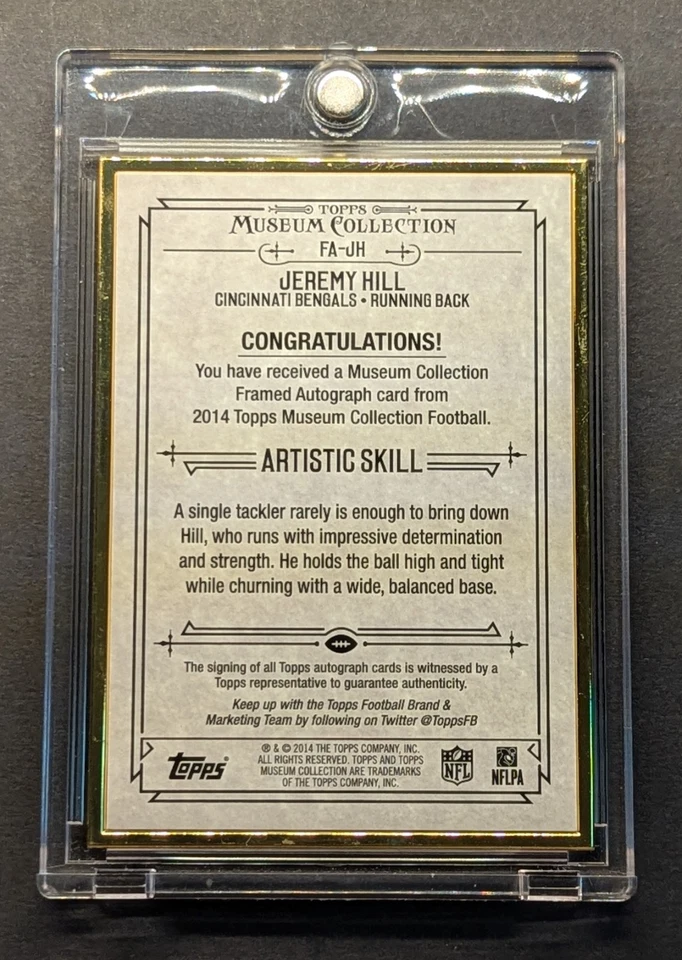 TOPPS
MUSEUM COLLECTION
FA-JH
JEREMY HILL
CINCINNATI BENGALS • RUNNING BACK
CONGRATULATIONS!
You have received a Museum Collection
Framed Autograph card from
2014 Topps Museum Collection Football.
ARTISTIC SKILL
A single tackler rarely is enough to bring down
Hill, who runs with impressive determination
and strength. He holds the ball high and tight
while churning with a wide, balanced base.
The signing of all Topps autograph cards is witnessed by a
Topps representative to guarantee authenticity.
Keep up with the Topps Football Brand &
Marketing Team by following on Twitter @ToppsFB
topps®
® & © 2014 THE TOPPS COMPANY, INC.
ALL RIGHTS RESERVED. TOPPS AND TOPPS
MUSEUM COLLECTION ARE TRADEMARKS
OF THE TOPPS COMPANY, INC.
NFL
NFLPA